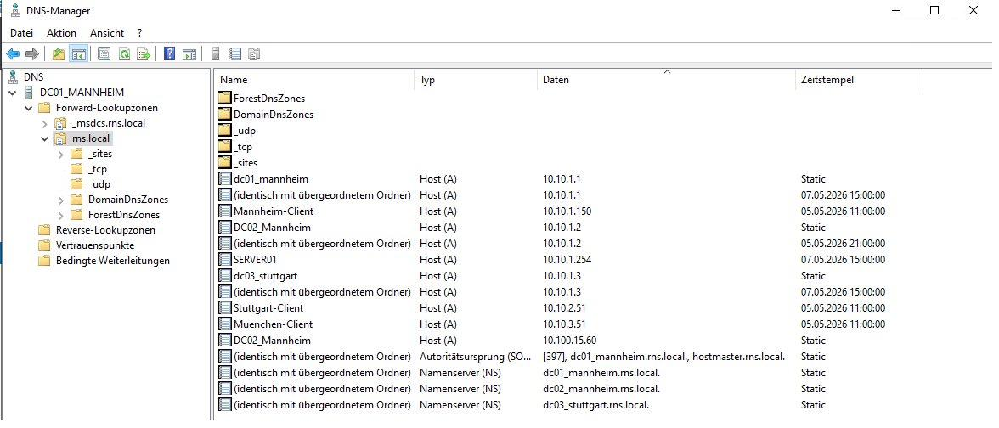 DNS-Manager
Datei Aktion Ansicht ?
DNS
DC01_MANNHEIM
Forward-Lookupzonen
_msdcs.rns.local
rns.local
_sites
_tcp
_udp
DomainDnsZones
ForestDnsZones
Reverse-Lookupzonen
Vertrauenspunkte
Bedingte Weiterleitungen
Name Typ Daten Zeitstempel
ForestDnsZones
DomainDnsZones
_udp
_tcp
_sites
dc01_mannheim Host (A) 10.10.1.1 Static
(identisch mit übergeordnetem Ordner) Host (A) 10.10.1.1 07.05.2026 15:00:00
Mannheim-Client Host (A) 10.10.1.150 05.05.2026 11:00:00
DC02_Mannheim Host (A) 10.10.1.2 Static
(identisch mit übergeordnetem Ordner) Host (A) 10.10.1.2 05.05.2026 21:00:00
SERVER01 Host (A) 10.10.1.254 07.05.2026 15:00:00
dc03_stuttgart Host (A) 10.10.1.3 Static
(identisch mit übergeordnetem Ordner) Host (A) 10.10.1.3 07.05.2026 15:00:00
Stuttgart-Client Host (A) 10.10.2.51 05.05.2026 11:00:00
Muenchen-Client Host (A) 10.10.3.51 05.05.2026 11:00:00
DC02_Mannheim Host (A) 10.100.15.60 Static
(identisch mit übergeordnetem Ordner) Autoritätsursprung (SO... [397], dc01_mannheim.rns.local., hostmaster.rns.local. Static
(identisch mit übergeordnetem Ordner) Namenserver (NS) dc01_mannheim.rns.local. Static
(identisch mit übergeordnetem Ordner) Namenserver (NS) dc02_mannheim.rns.local. Static
(identisch mit übergeordnetem Ordner) Namenserver (NS) dc03_stuttgart.rns.local. Static